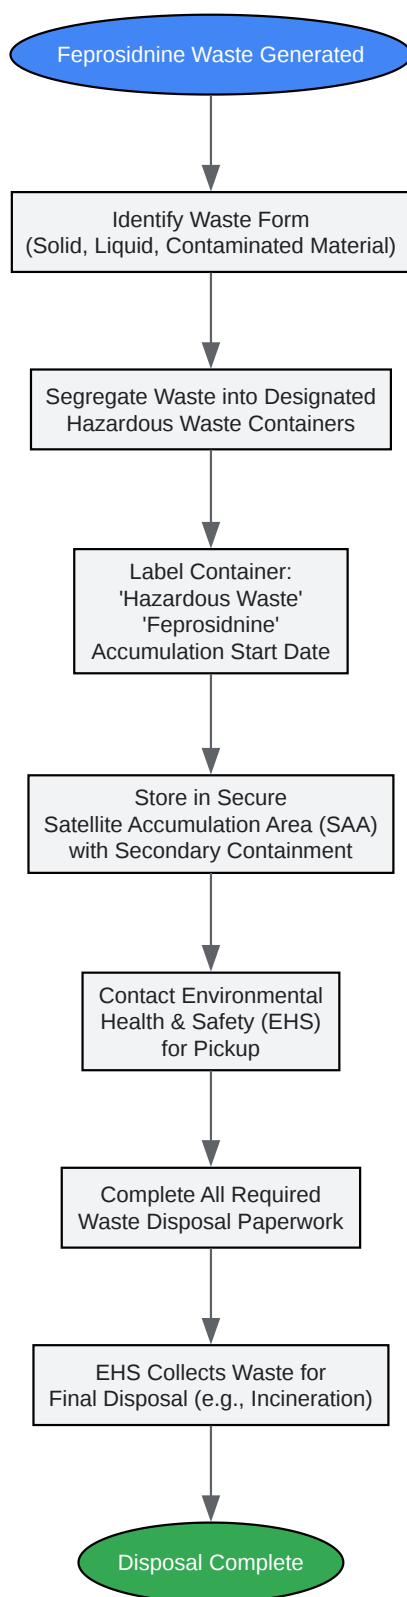 Feprosidnine Waste Generated
Identify Waste Form
(Solid, Liquid, Contaminated Material)
Segregate Waste into Designated
Hazardous Waste Containers
Label Container:
'Hazardous Waste'
'Feprosidnine'
Accumulation Start Date
Store in Secure
Satellite Accumulation Area (SAA)
with Secondary Containment
Contact Environmental
Health & Safety (EHS)
for Pickup
Complete All Required
Waste Disposal Paperwork
EHS Collects Waste for
Final Disposal (e.g., Incineration)
Disposal Complete